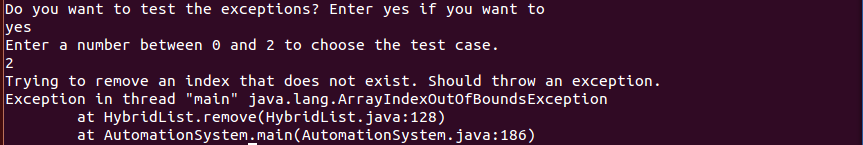 Do you want to test the exceptions? Enter yes if you want to
yes
Enter a number between 0 and 2 to choose the test case.
2
Trying to remove an index that does not exist. Should throw an exception.
Exception in thread "main" java.lang.ArrayIndexOutOfBoundsException
        at HybridList.remove(HybridList.java:128)
        at AutomationSystem.main(AutomationSystem.java:186)